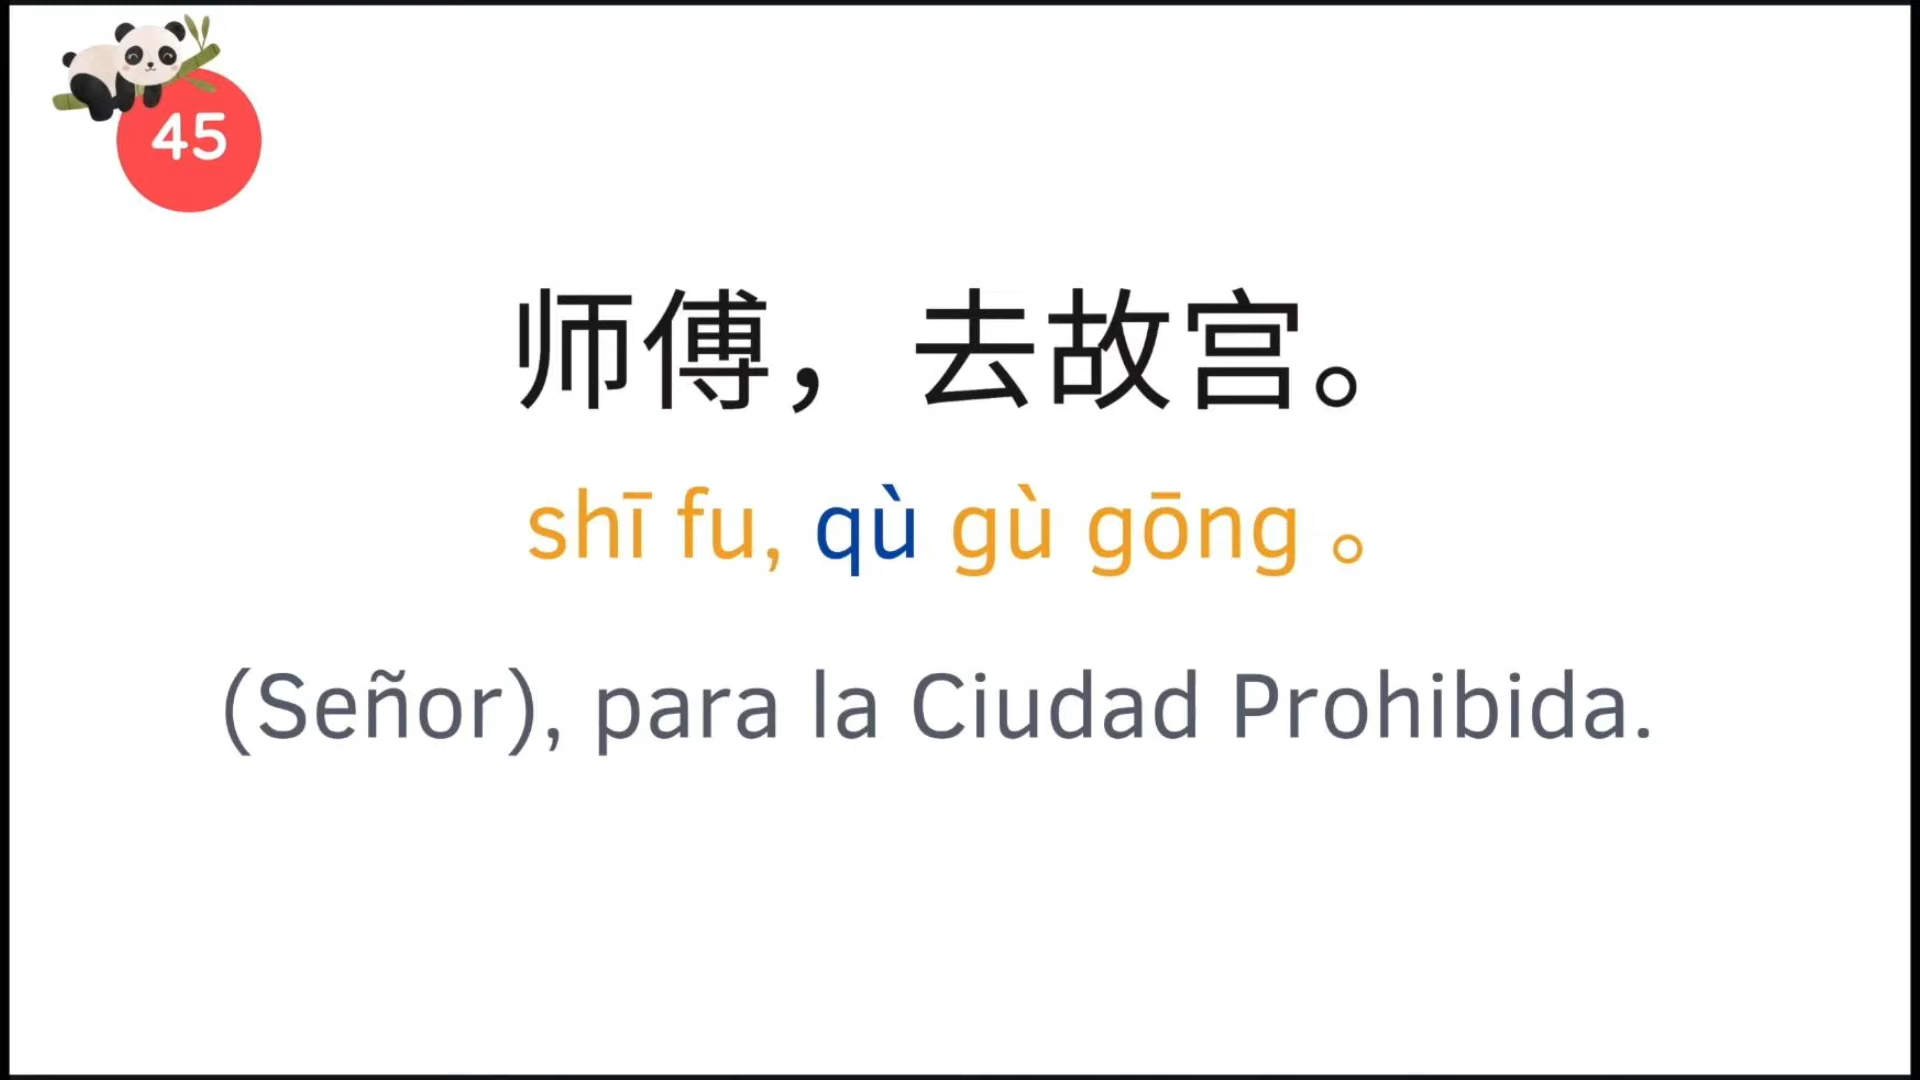 45
师傅，去故宫。
shī fu, qù gù gōng 。
(Señor), para la Ciudad Prohibida.